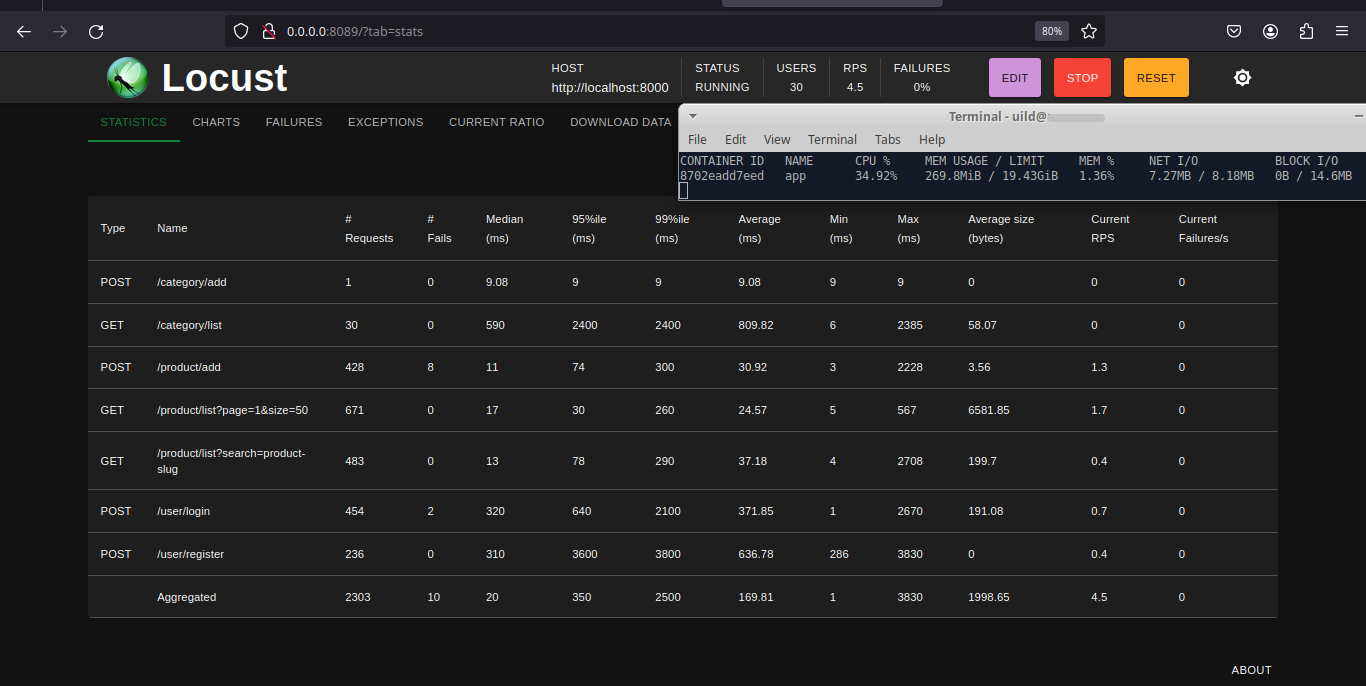 0.0.0.0:8089/?tab=stats
80%
Locust
HOST
http://localhost:8000
STATUS
RUNNING
USERS
30
RPS
4.5
FAILURES
0%
EDIT
STOP
RESET
STATISTICS CHARTS FAILURES EXCEPTIONS CURRENT RATIO DOWNLOAD DATA
Terminal - uild@
File Edit View Terminal Tabs Help
CONTAINER ID NAME CPU % MEM USAGE / LIMIT MEM % NET I/O BLOCK I/O
8702eadd7eed app 34.92% 269.8MiB / 19.43GiB 1.36% 7.27MB / 8.18MB 0B / 14.6MB
Type Name # Requests # Fails Median (ms) 95%ile (ms) 99%ile (ms) Average (ms) Min (ms) Max (ms) Average size (bytes) Current RPS Current Failures/s
POST /category/add 1 0 9.08 9 9 9.08 9 9 0 0 0
GET /category/list 30 0 590 2400 2400 809.82 6 2385 58.07 0 0
POST /product/add 428 8 11 74 300 30.92 3 2228 3.56 1.3 0
GET /product/list?page=1&size=50 671 0 17 30 260 24.57 5 567 6581.85 1.7 0
GET /product/list?search=product-slug 483 0 13 78 290 37.18 4 2708 199.7 0.4 0
POST /user/login 454 2 320 640 2100 371.85 1 2670 191.08 0.7 0
POST /user/register 236 0 310 3600 3800 636.78 286 3830 0 0.4 0
Aggregated 2303 10 20 350 2500 169.81 1 3830 1998.65 4.5 0
ABOUT